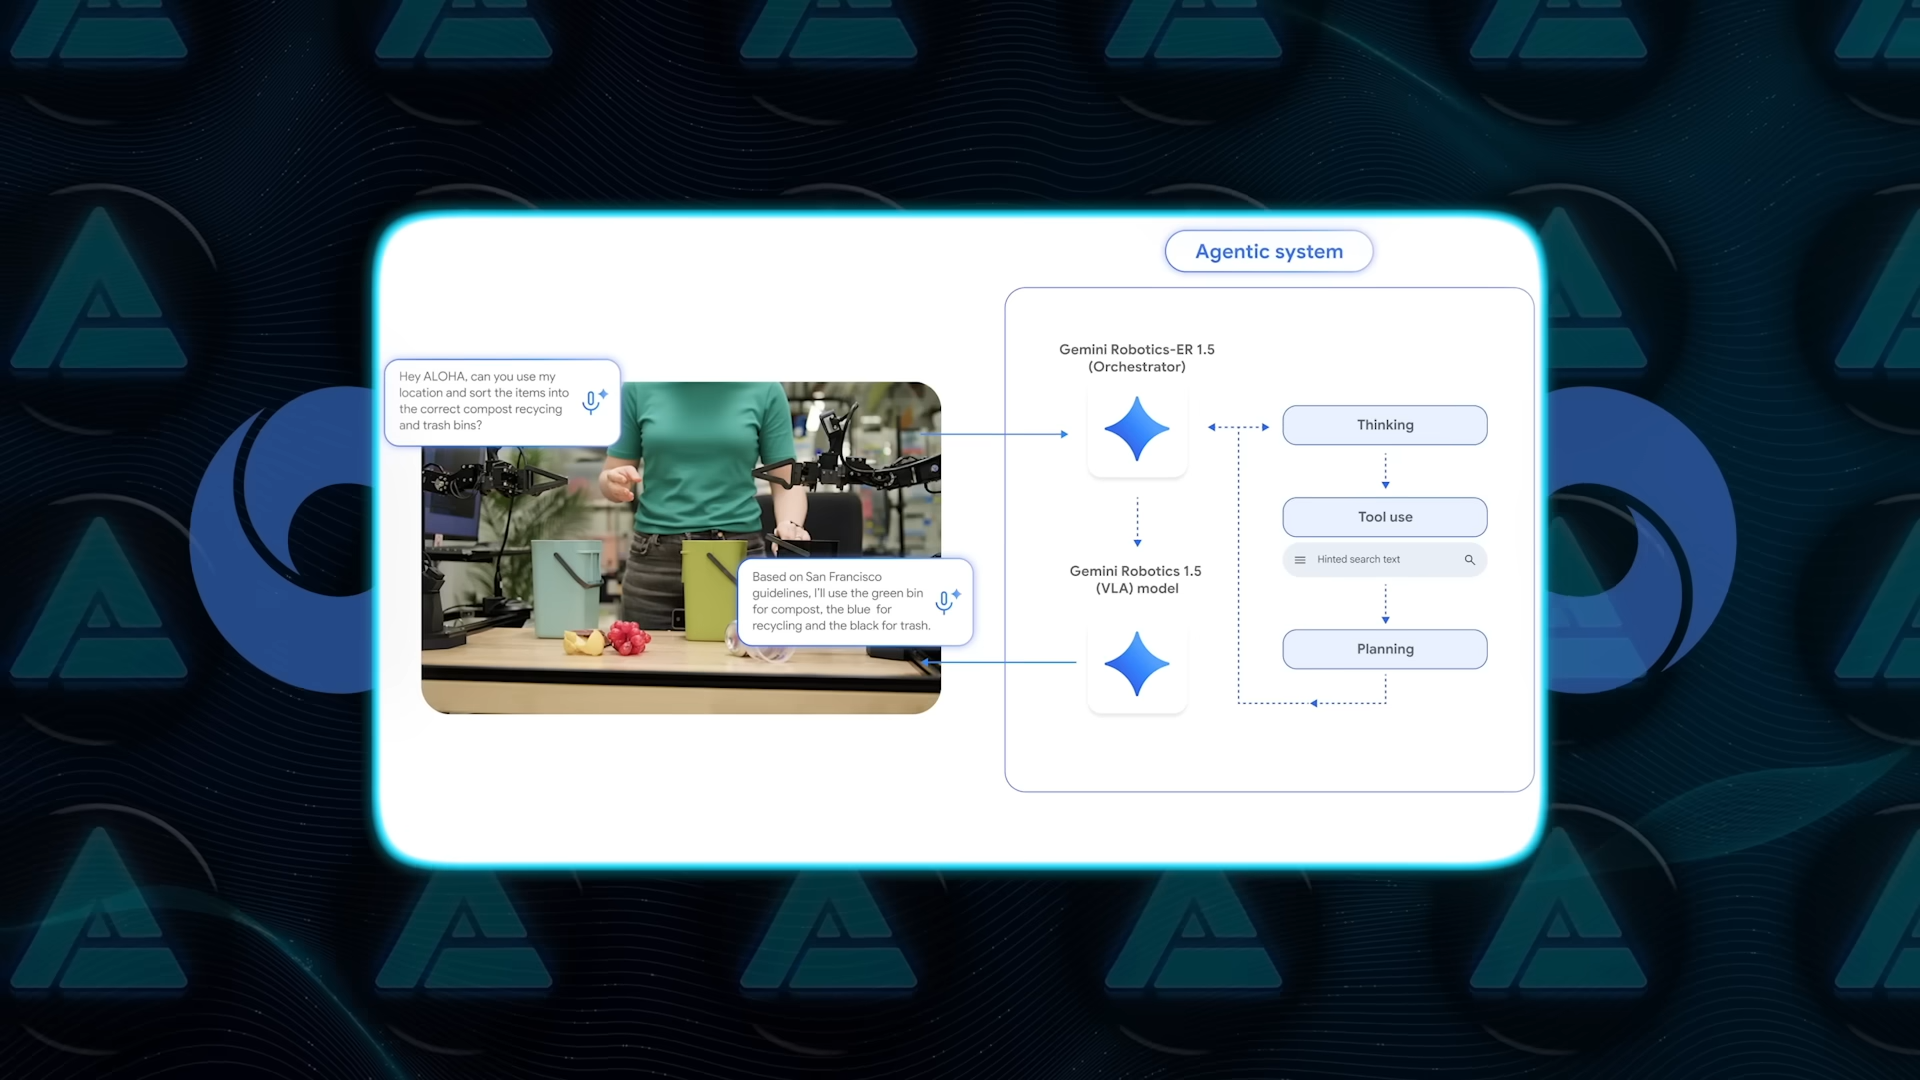 Agentic system
Hey ALOHA, can you use my
location and sort the items into
the correct compost recycing
and trash bins?
Based on San Francisco
guidelines, I'll use the green bin
for compost, the blue for
recycling and the black for trash.
Gemini Robotics-ER 1.5
(Orchestrator)
Gemini Robotics 1.5
(VLA) model
Thinking
Tool use
Hinted search text
Planning